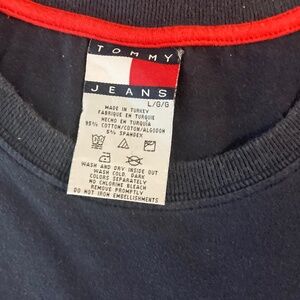 TOMMY
JEANS
L/G/G
MADE IN TURKEY
FABRIQUE EN TURQUIE
HECHO EN TURQUIA
95% COTTON/COTON/ALGODON
5% SPANDEX
WASH AND DRY INSIDE OUT
WASH COLD. DARK
COLORS SEPARATELY
NO CHLORINE BLEACH
REMOVE PROMPTLY
DO NOT IRON EMBELLISHMENTS